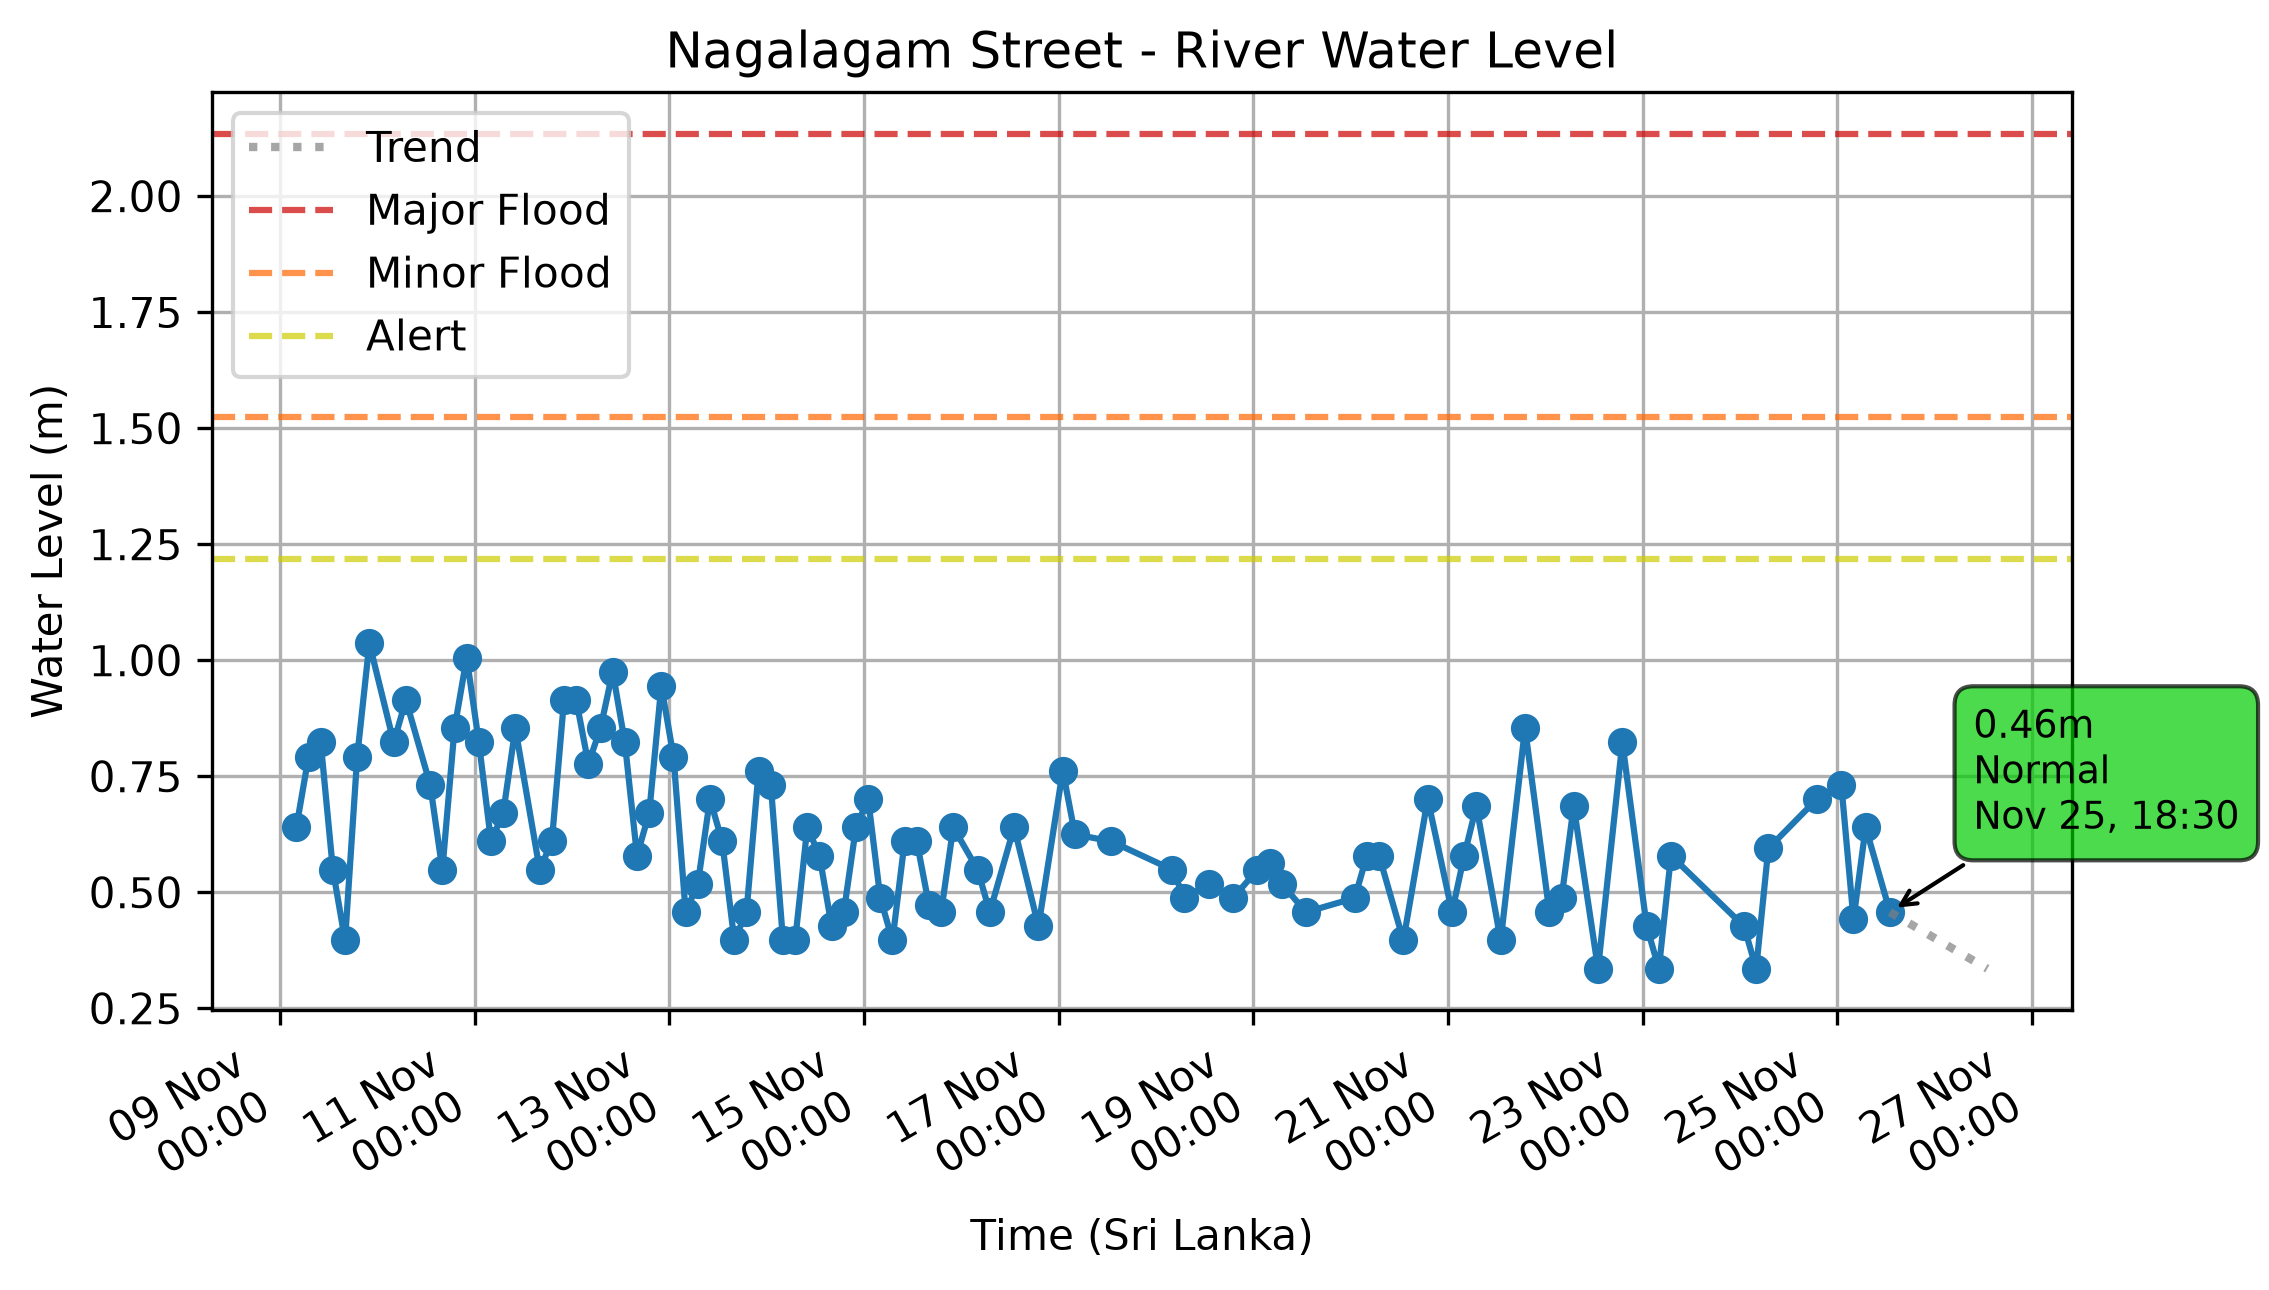 Nagalagam Street - River Water Level
Trend
Major Flood
Minor Flood
Alert
2.00
1.75
1.50
1.25
1.00
0.75
0.50
0.25
Water Level (m)
0.46m
Normal
Nov 25, 18:30
09 Nov
00:00
11 Nov
00:00
13 Nov
00:00
15 Nov
00:00
17 Nov
00:00
19 Nov
00:00
21 Nov
00:00
23 Nov
00:00
25 Nov
00:00
27 Nov
00:00
Time (Sri Lanka)